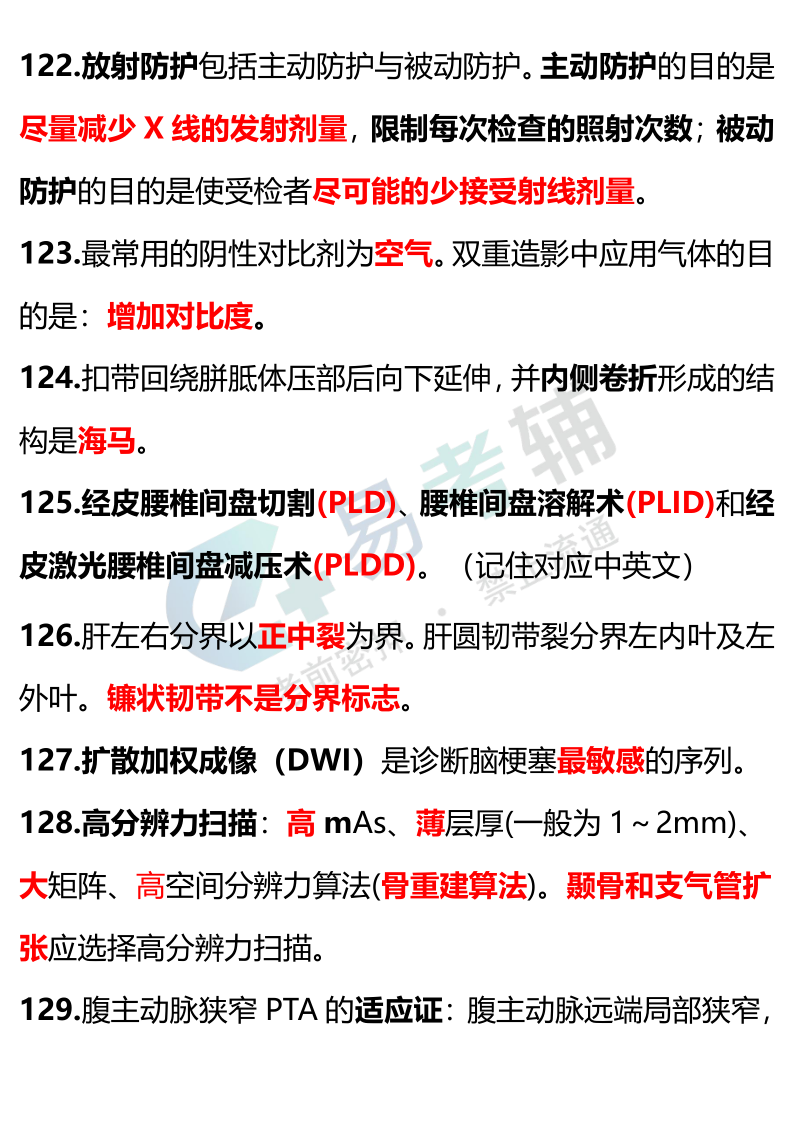 122.放射防护包括主动防护与被动防护。主动防护的目的是
尽量减少 X 线的发射剂量，限制每次检查的照射次数；被动
防护的目的是使受检者尽可能的少接受射线剂量。
123.最常用的阴性对比剂为空气。双重造影中应用气体的目
的是：增加对比度。
124.扣带回绕胼胝体压部后向下延伸，并内侧卷折形成的结
构是海马。
125.经皮腰椎间盘切割(PLD)、腰椎间盘溶解术(PLID)和经
皮激光腰椎间盘减压术(PLDD)。（记住对应中英文）
126.肝左右分界以正中裂为界。肝圆韧带裂分界左内叶及左
外叶。镰状韧带不是分界标志。
127.扩散加权成像（DWI）是诊断脑梗塞最敏感的序列。
128.高分辨力扫描：高 mAs、薄层厚(一般为 1～2mm)、
大矩阵、高空间分辨力算法(骨重建算法)。颞骨和支气管扩
张应选择高分辨力扫描。
129.腹主动脉狭窄 PTA 的适应证：腹主动脉远端局部狭窄，
易考辅
考前密押 · 禁止流通